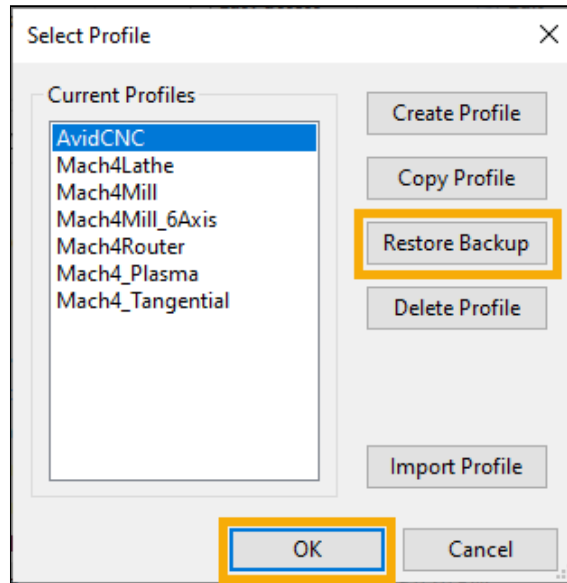 Select Profile
Current Profiles
AvidCNC
Mach4Lathe
Mach4Mill
Mach4Mill_6Axis
Mach4Router
Mach4_Plasma
Mach4_Tangential
Create Profile
Copy Profile
Restore Backup
Delete Profile
Import Profile
OK
Cancel